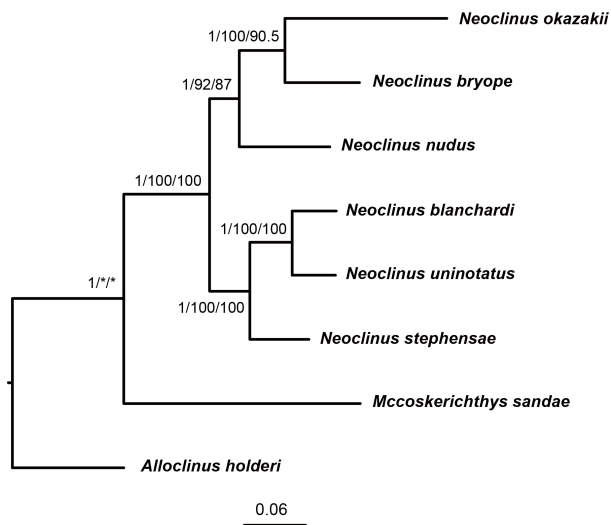 Neoclinus okazakii
1/100/90.5
Neoclinus bryope
1/92/87
Neoclinus nudus
1/100/100
Neoclinus blanchardi
1/100/100
Neoclinus uninotatus
1/*/*
1/100/100
Neoclinus stephensae
Mccoskerichthys sandae
Alloclinus holderi
0.06